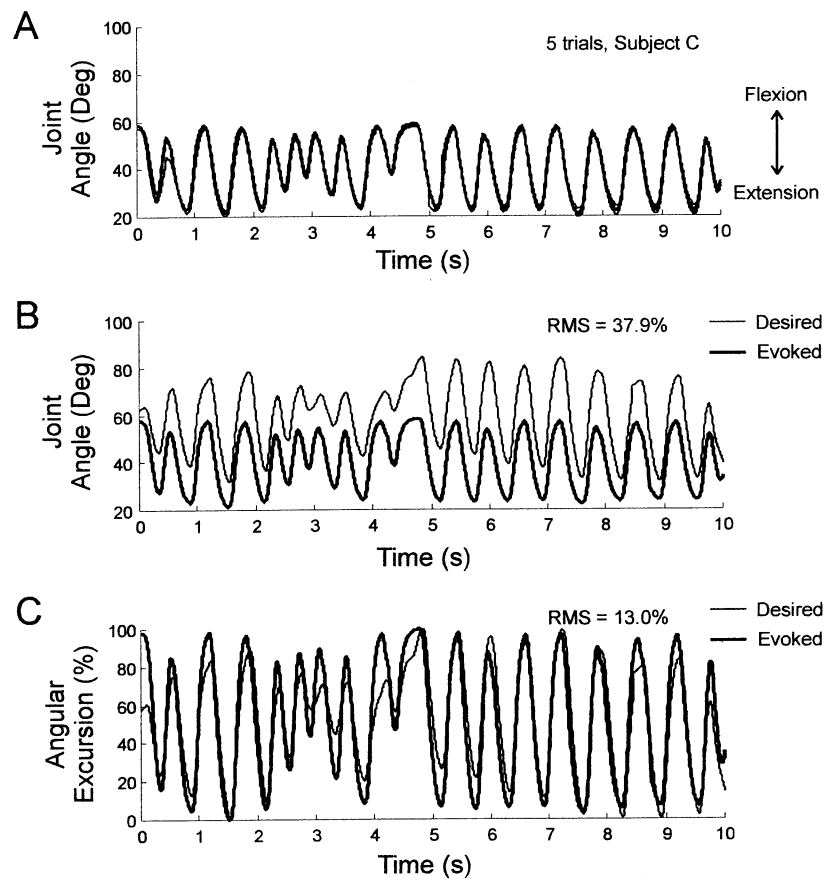 A
5 trials, Subject C
100
80
60
40
20
Joint
Angle (Deg)
Flexion
Extension
0 1 2 3 4 5 6 7 8 9 10
Time (s)
B
RMS = 37.9%
Desired
Evoked
100
80
60
40
20
Joint
Angle (Deg)
0 1 2 3 4 5 6 7 8 9 10
Time (s)
C
RMS = 13.0%
Desired
Evoked
100
80
60
40
20
0
Angular
Excursion (%)
0 1 2 3 4 5 6 7 8 9 10
Time (s)